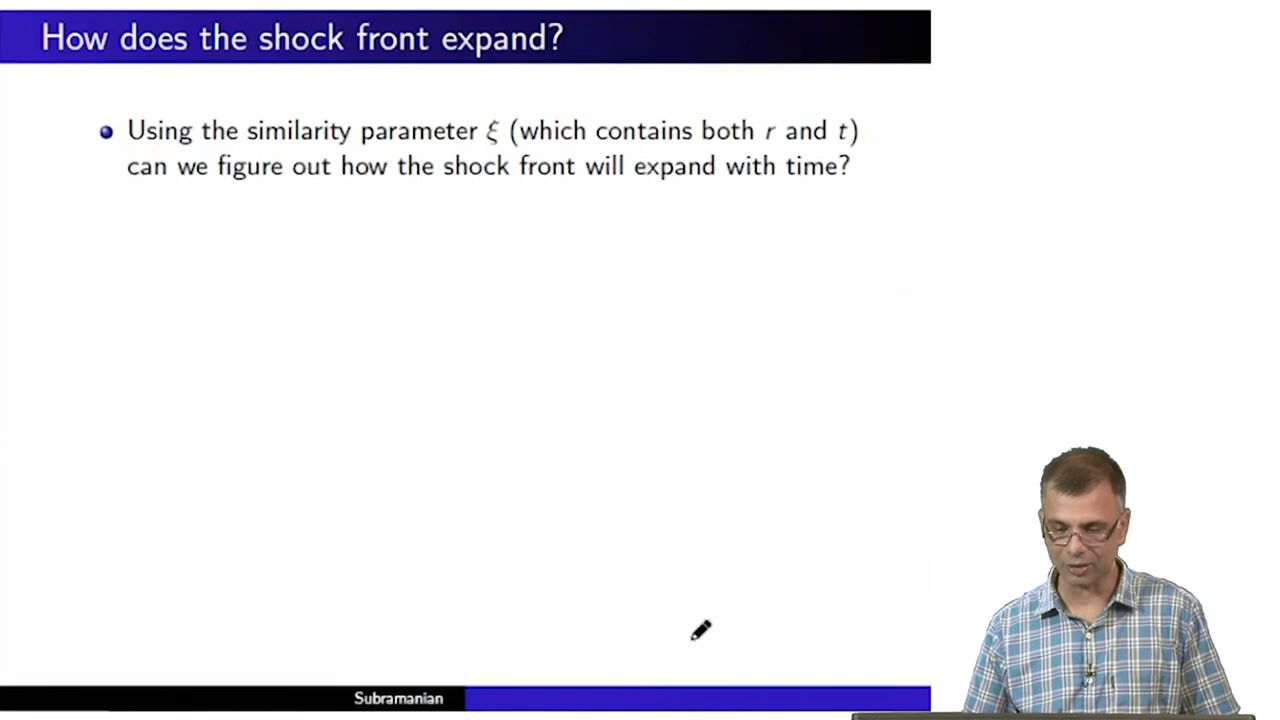 How does the shock front expand?
Using the similarity parameter ξ (which contains both r and t)
can we figure out how the shock front will expand with time?
Subramanian